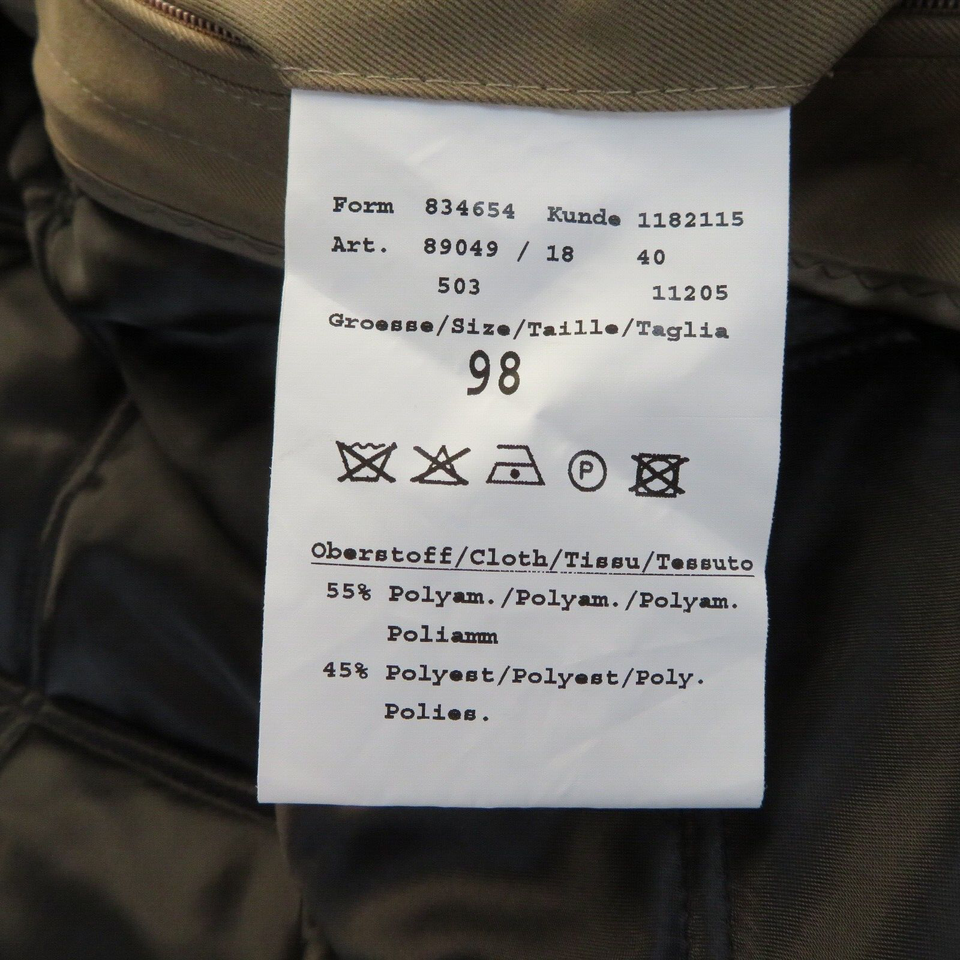 Form 834654 Kunde 1182115
Art. 89049 / 18 40
503 11205
Groesse/Size/Taille/Taglia
98
P
Oberstoff/Cloth/Tissu/Tessuto
55% Polyam./Polyam./Polyam.
Poliamm
45% Polyest/Polyest/Poly.
Polies.